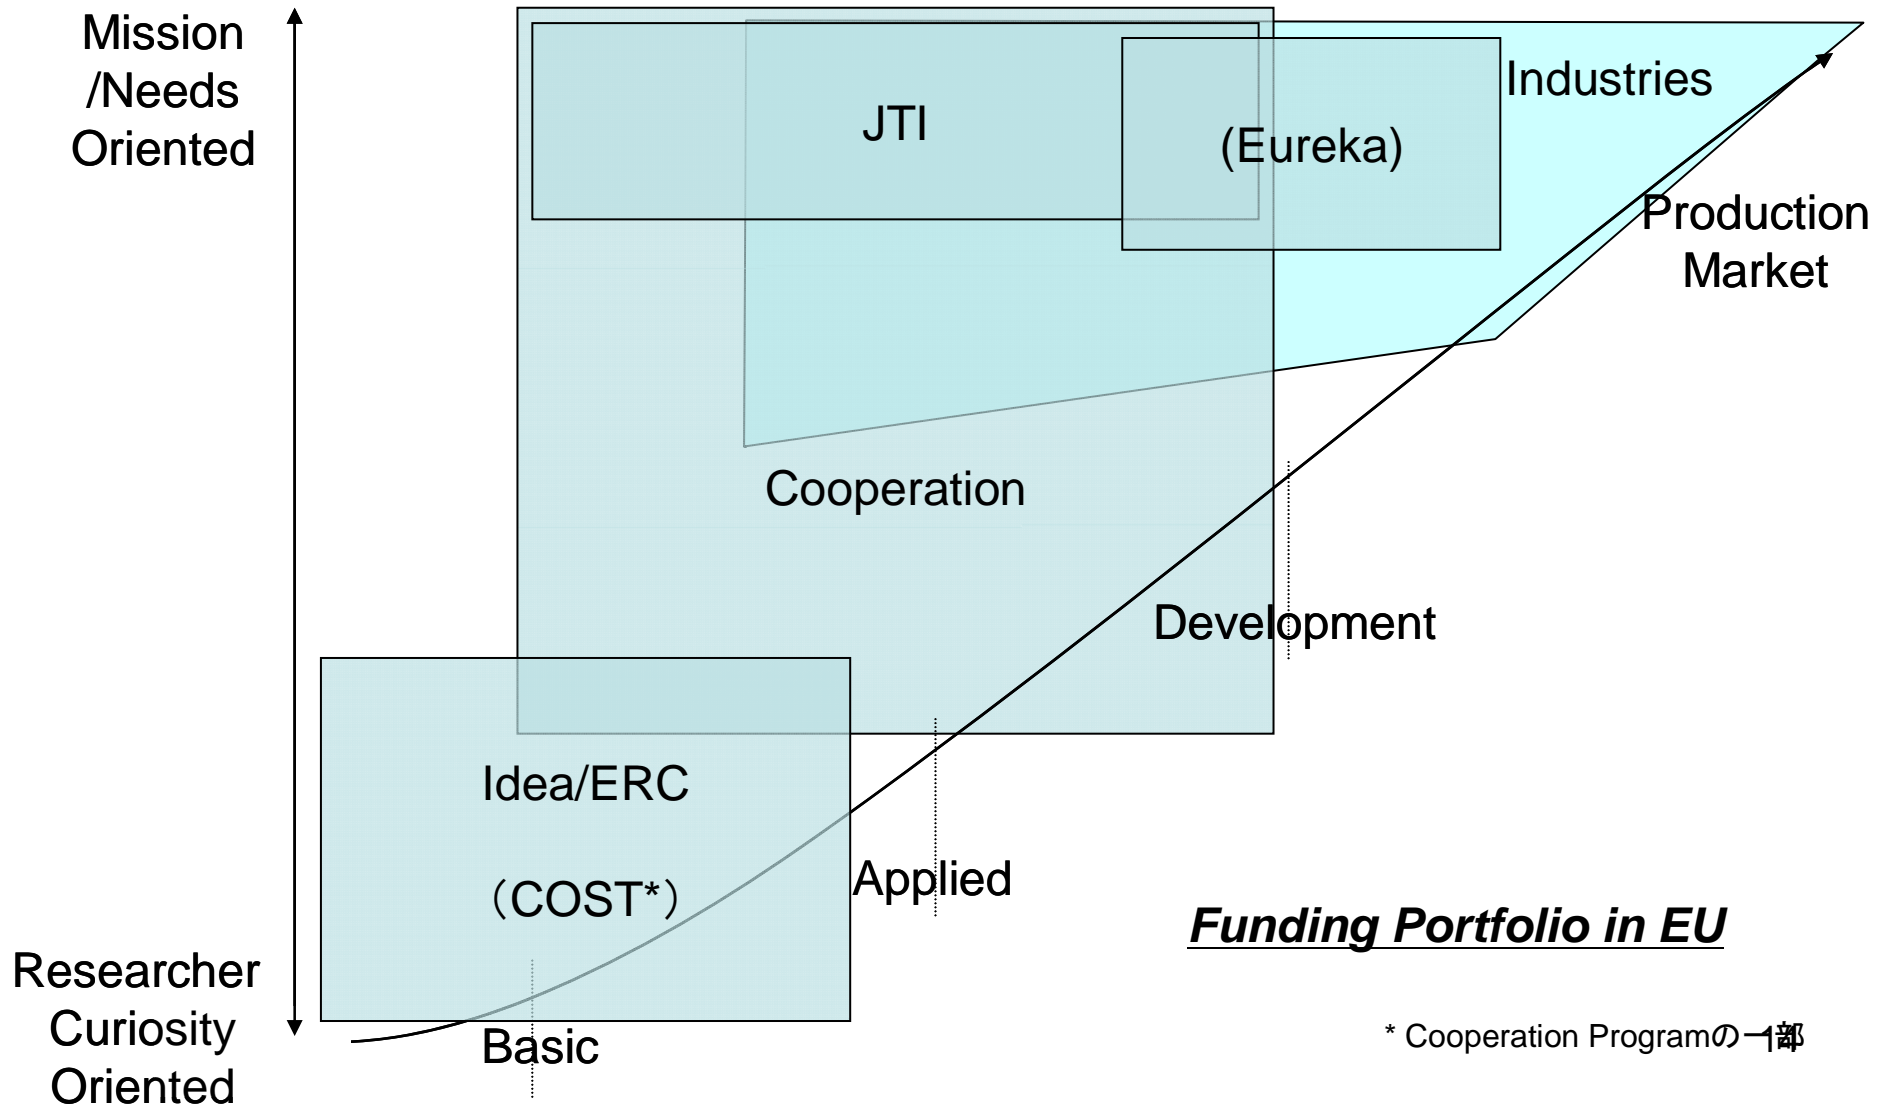 Mission
/Needs
Oriented
JTI
(Eureka)
Industries
Production
Market
Cooperation
Development
Idea/ERC
（COST*）
Applied
Funding Portfolio in EU
Researcher
Curiosity
Oriented
Basic
* Cooperation Programの一部
14